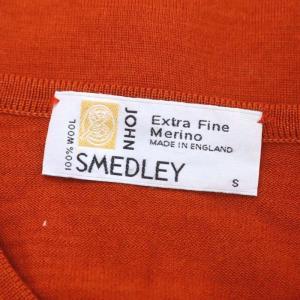 100% WOOL
JOHN
SMEDLEY
Extra Fine
Merino
MADE IN ENGLAND
S